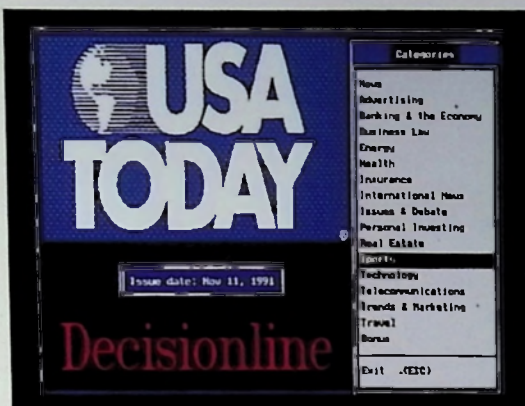 USA
TODAY
®
Issue date: Nov 11, 1991
Decisionline
Categories
News
Advertising
Banking & the Economy
Business Law
Energy
Health
Insurance
International News
Issues & Debate
Personal Investing
Real Estate
Sports
Technology
Telecommunications
Trends & Marketing
Travel
Bonus
Exit .(ESC)